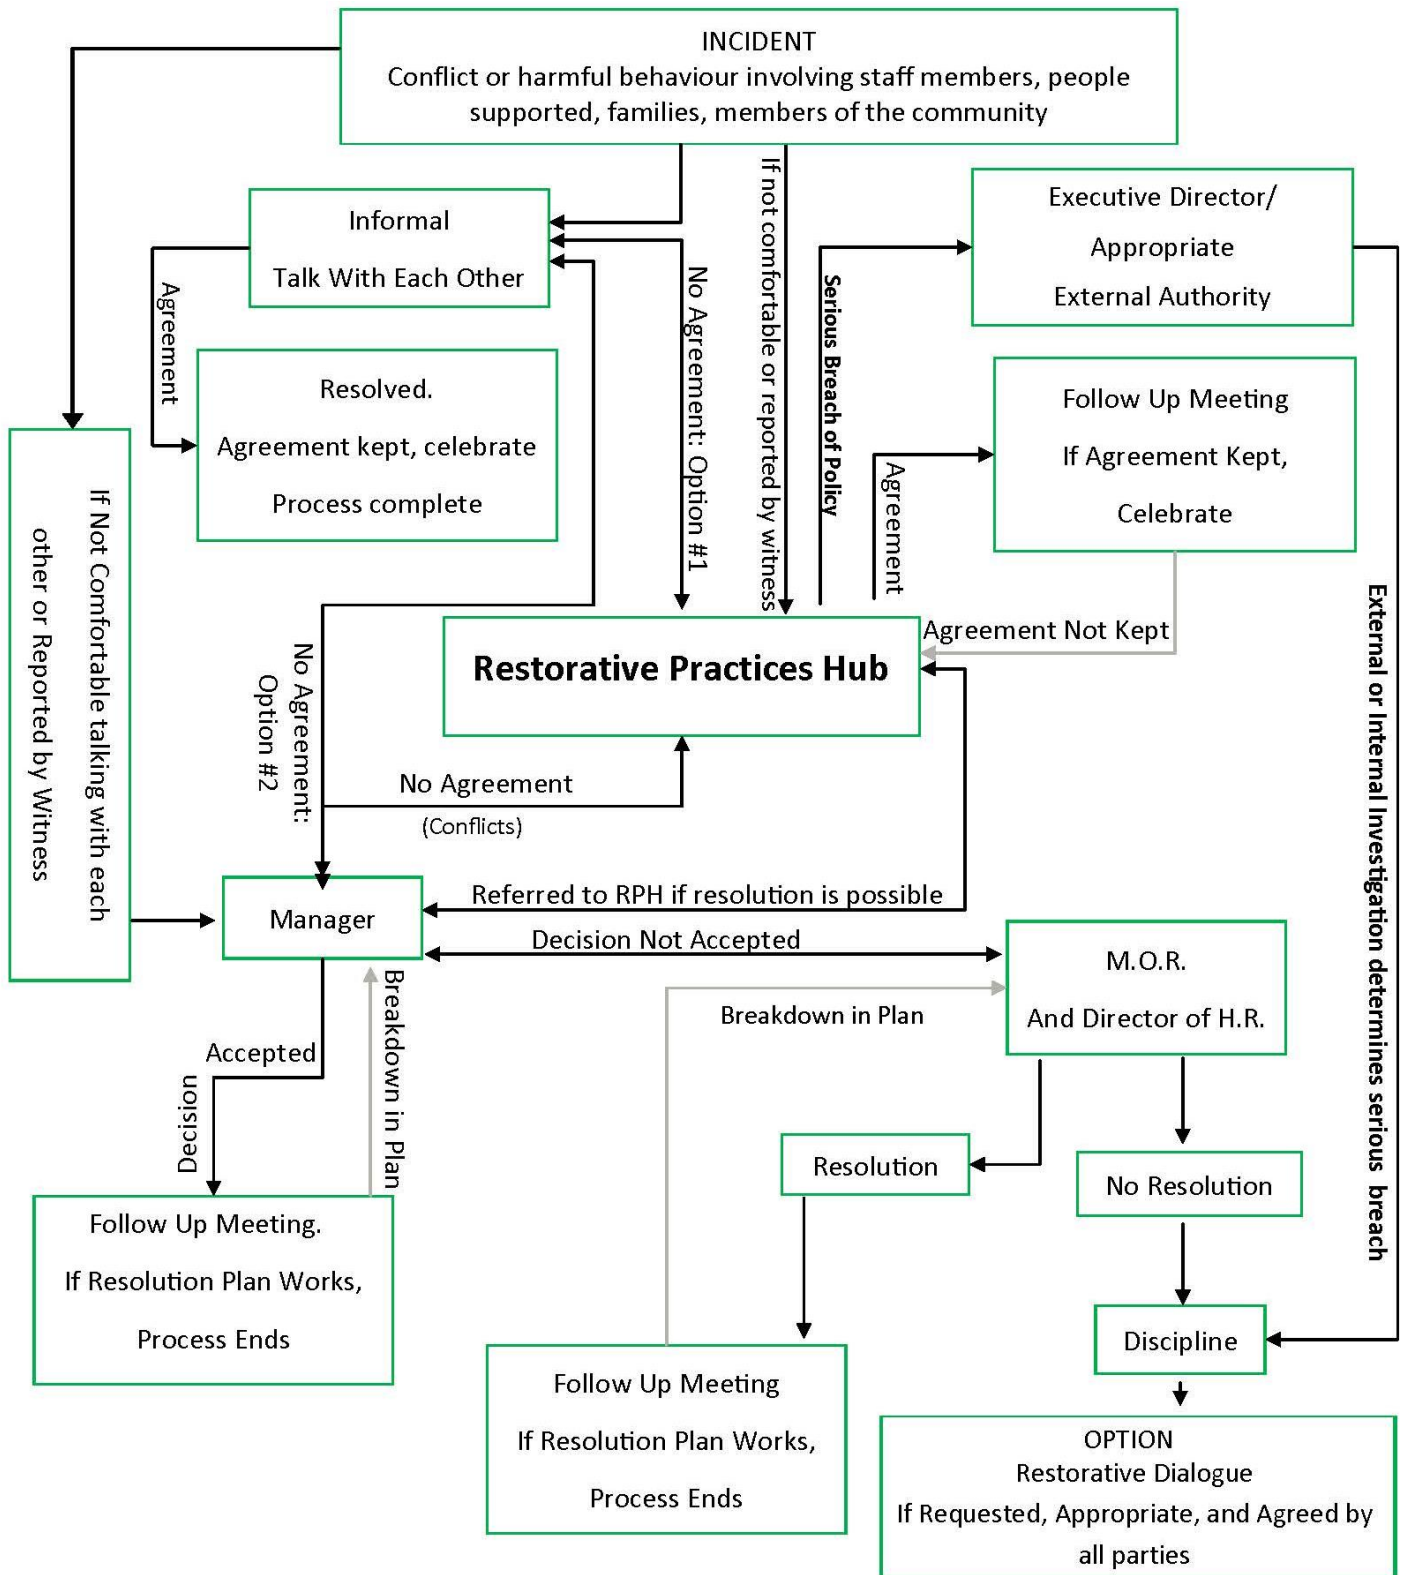 INCIDENT
Conflict or harmful behaviour involving staff members, people
supported, families, members of the community
Informal
Talk With Each Other
Agreement
Resolved.
Agreement kept, celebrate
Process complete
If Not Comfortable talking with each
other or Reported by Witness
No Agreement: Option #1
If not comfortable or reported by witness
Serious Breach of Policy
Executive Director/
Appropriate
External Authority
Agreement
Follow Up Meeting
If Agreement Kept,
Celebrate
Agreement Not Kept
Restorative Practices Hub
No Agreement:
Option #2
No Agreement
(Conflicts)
External or Internal Investigation determines serious breach
Manager
Referred to RPH if resolution is possible
Decision Not Accepted
M.O.R.
And Director of H.R.
Breakdown in Plan
Accepted
Decision
Breakdown in Plan
Resolution
No Resolution
Follow Up Meeting.
If Resolution Plan Works,
Process Ends
Discipline
Follow Up Meeting
If Resolution Plan Works,
Process Ends
OPTION
Restorative Dialogue
If Requested, Appropriate, and Agreed by
all parties